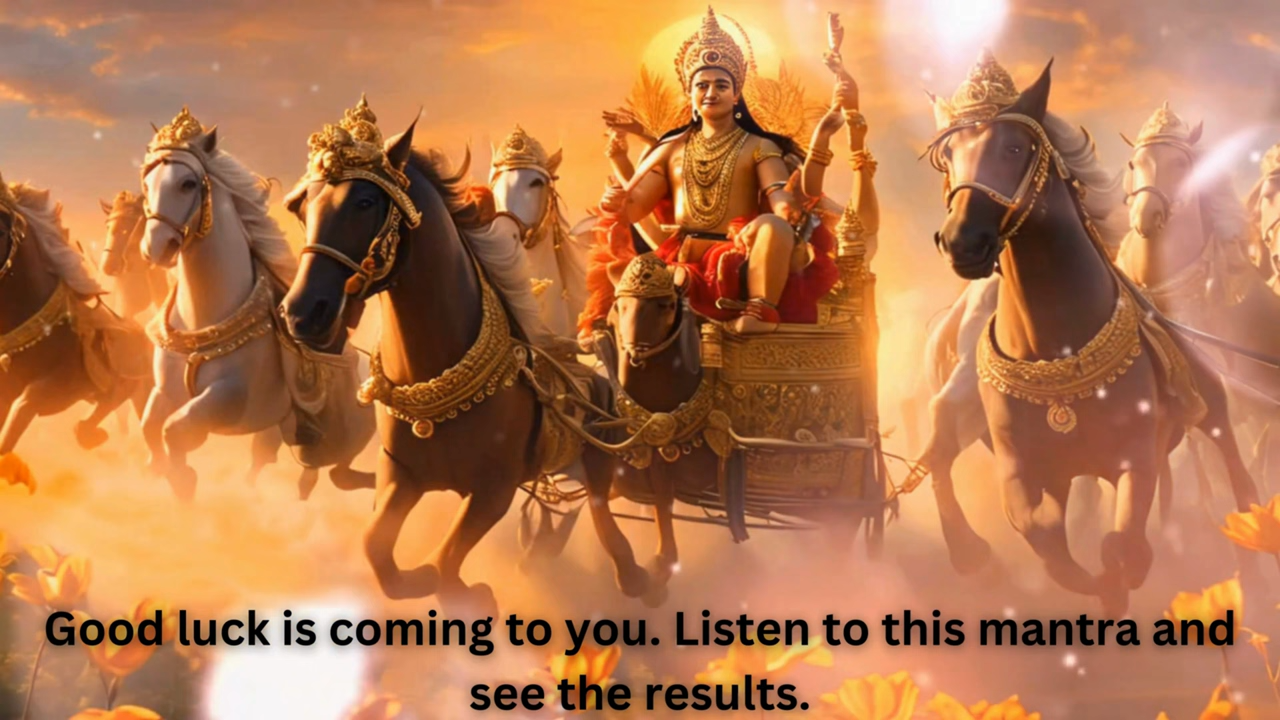 Good luck is coming to you. Listen to this mantra and
see the results.